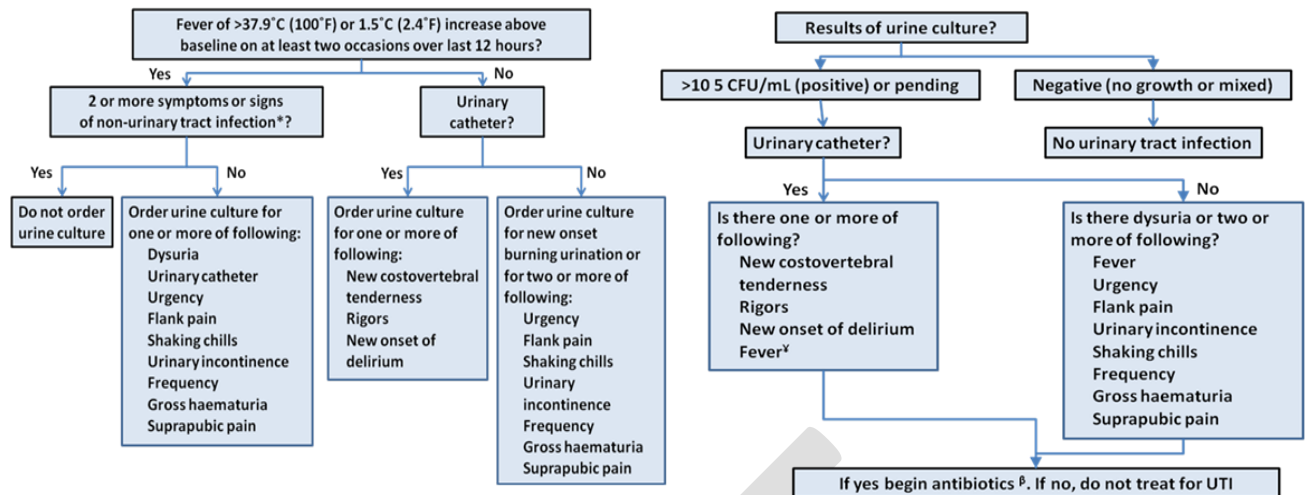 Fever of >37.9˚C (100˚F) or 1.5˚C (2.4˚F) increase above
baseline on at least two occasions over last 12 hours?
Yes
No
2 or more symptoms or signs
of non-urinary tract infection*?
Urinary
catheter?
Yes
No
Yes
No
Do not order
urine culture
Order urine culture for
one or more of following:
Dysuria
Urinary catheter
Urgency
Flank pain
Shaking chills
Urinary incontinence
Frequency
Gross haematuria
Suprapubic pain
Order urine culture
for one or more of
following:
New costovertebral
tenderness
Rigors
New onset of
delirium
Order urine culture
for new onset
burning urination or
for two or more of
following:
Urgency
Flank pain
Shaking chills
Urinary
incontinence
Frequency
Gross haematuria
Suprapubic pain
Results of urine culture?
>10 5 CFU/mL (positive) or pending
Negative (no growth or mixed)
Urinary catheter?
No urinary tract infection
Yes
No
Is there one or more of
following?
New costovertebral
tenderness
Rigors
New onset of delirium
Fever¥
Is there dysuria or two or
more of following?
Fever
Urgency
Flank pain
Urinary incontinence
Shaking chills
Frequency
Gross haematuria
Suprapubic pain
If yes begin antibiotics β. If no, do not treat for UTI